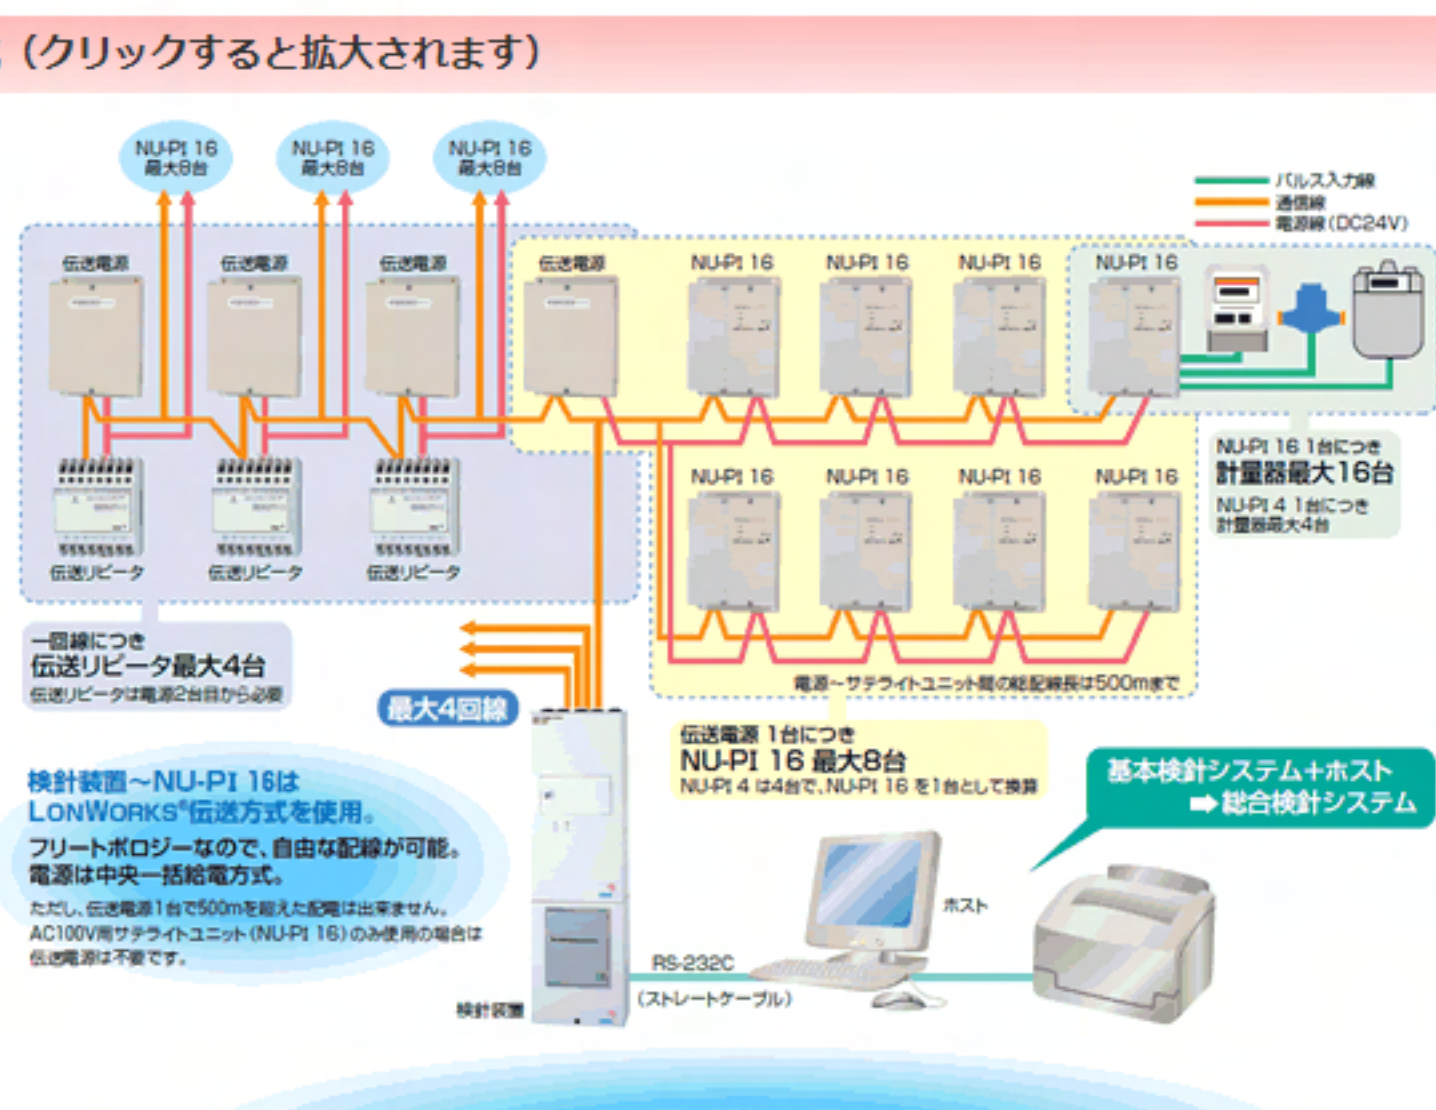 （クリックすると拡大されます）
NU-PI 16
最大8台
NU-PI 16
最大8台
NU-PI 16
最大8台
パルス入力線
通信線
電源線（DC24V）
伝送電源
伝送電源
伝送電源
伝送電源
NU-PI 16
NU-PI 16
NU-PI 16
NU-PI 16
NU-PI 16 1台につき
計量器最大16台
NU-PI 4 1台につき
計量器最大4台
NU-PI 16
NU-PI 16
NU-PI 16
NU-PI 16
伝送リピータ
伝送リピータ
伝送リピータ
一回線につき
伝送リピータ最大4台
伝送リピータは電源2台目から必要
電源～サテライトユニット間の総配線長は500mまで
最大4回線
伝送電源 1台につき
NU-PI 16 最大8台
NU-PI 4 は4台で、NU-PI 16 を1台として換算
検針装置～NU-PI 16は
LONWORKS®伝送方式を使用。
フリートポロジーなので、自由な配線が可能。
電源は中央一括給電方式。
ただし、伝送電源1台で500mを超えた配電は出来ません。
AC100V用サテライトユニット（NU-PI 16）のみ使用の場合は
伝送電源は不要です。
基本検針システム+ホスト
➡総合検針システム
ホスト
RS-232C
（ストレートケーブル）
検針装置